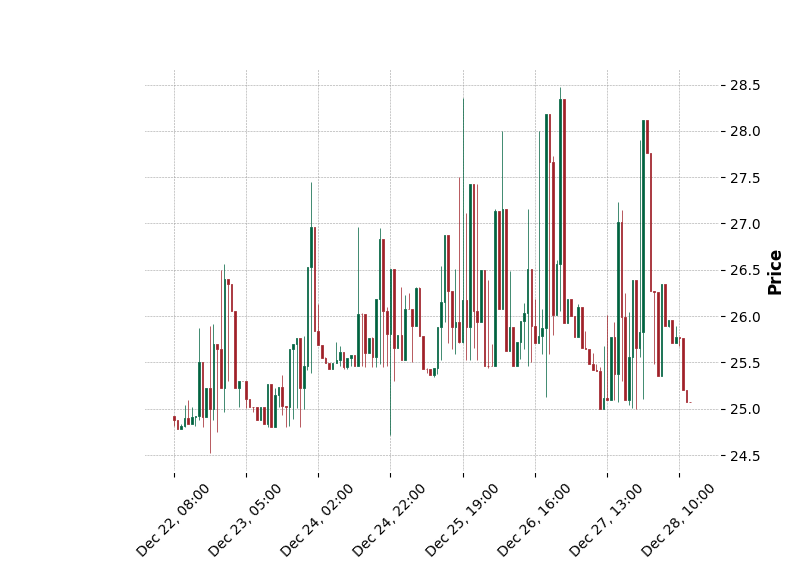 28.5
28.0
27.5
27.0
26.5
26.0
25.5
25.0
24.5
Price
Dec 22, 08:00
Dec 23, 05:00
Dec 24, 02:00
Dec 24, 22:00
Dec 25, 19:00
Dec 26, 16:00
Dec 27, 13:00
Dec 28, 10:00